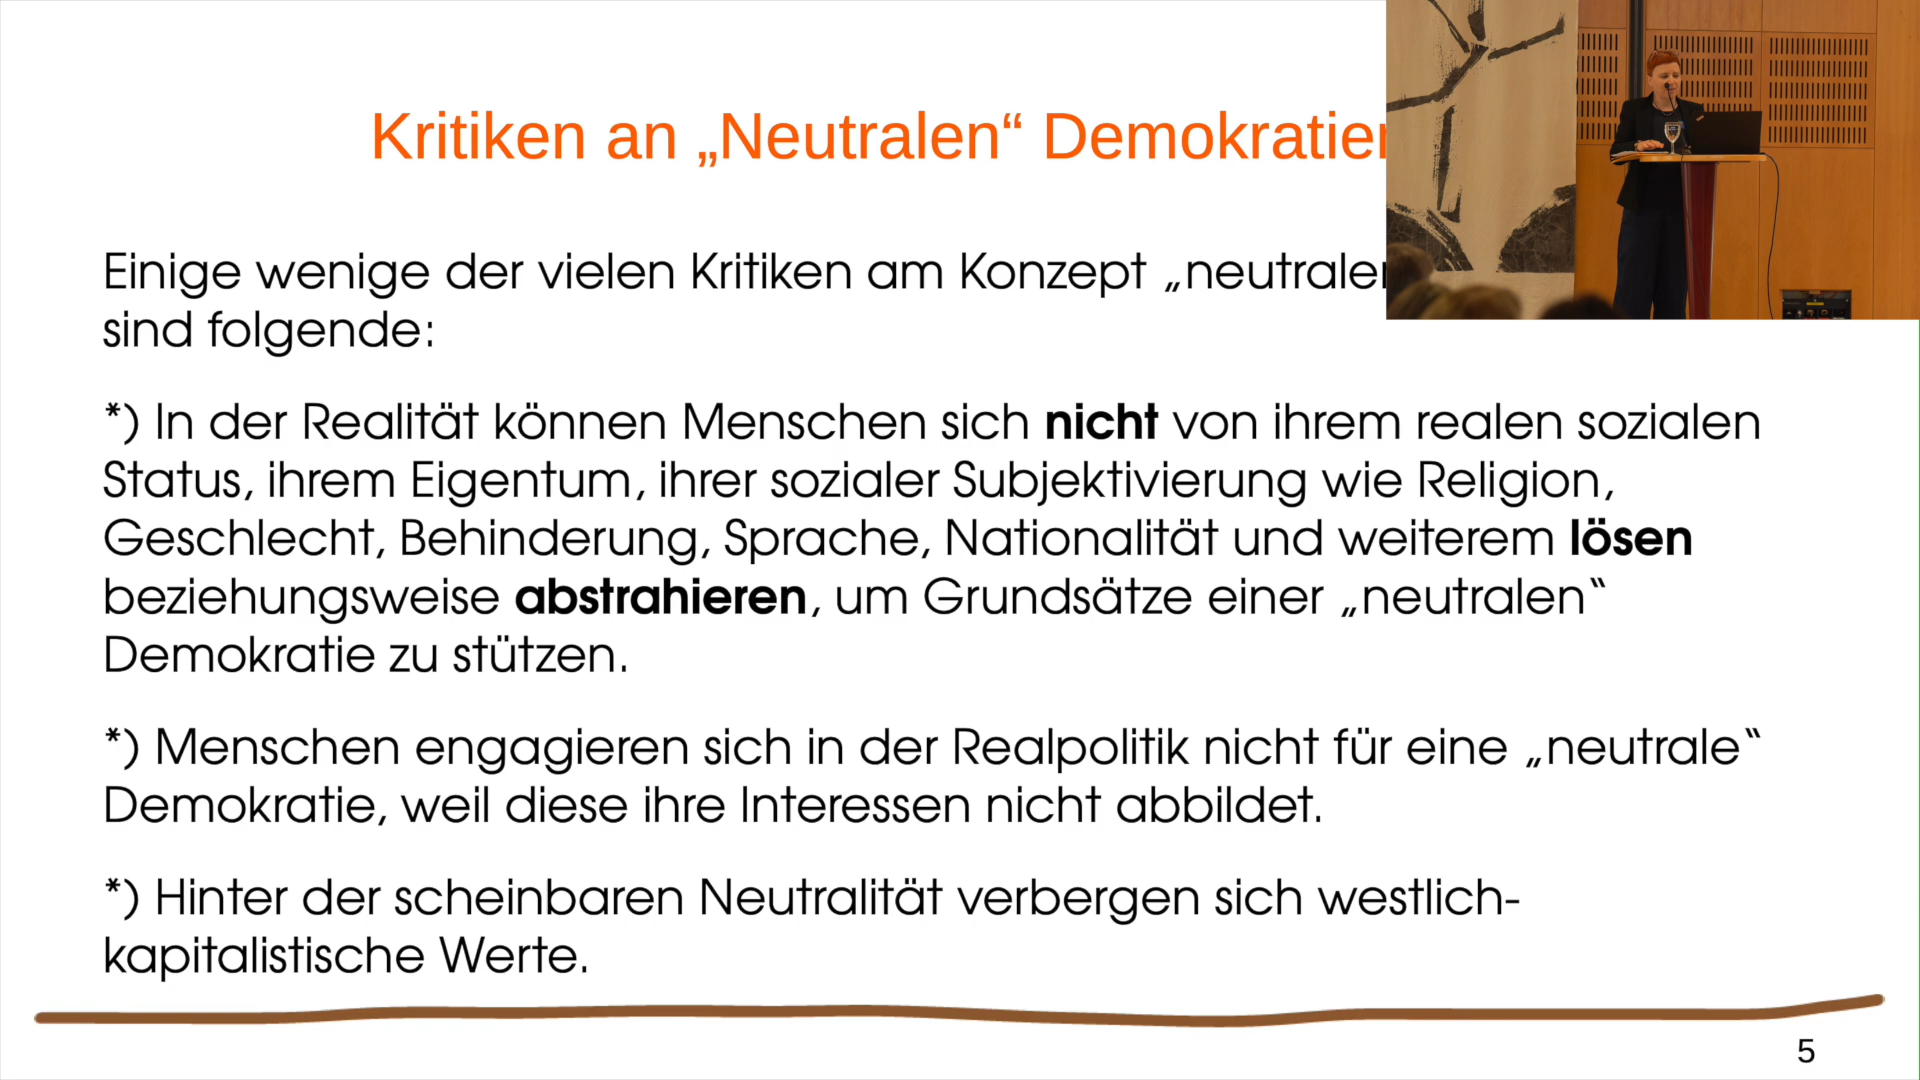 Kritiken an „Neutralen“ Demokratien
Einige wenige der vielen Kritiken am Konzept „neutraler
sind folgende:
*) In der Realität können Menschen sich nicht von ihrem realen sozialen
Status, ihrem Eigentum, ihrer sozialer Subjektivierung wie Religion,
Geschlecht, Behinderung, Sprache, Nationalität und weiterem lösen
beziehungsweise abstrahieren, um Grundsätze einer „neutralen“
Demokratie zu stützen.
*) Menschen engagieren sich in der Realpolitik nicht für eine „neutrale“
Demokratie, weil diese ihre Interessen nicht abbildet.
*) Hinter der scheinbaren Neutralität verbergen sich westlich-
kapitalistische Werte.
5